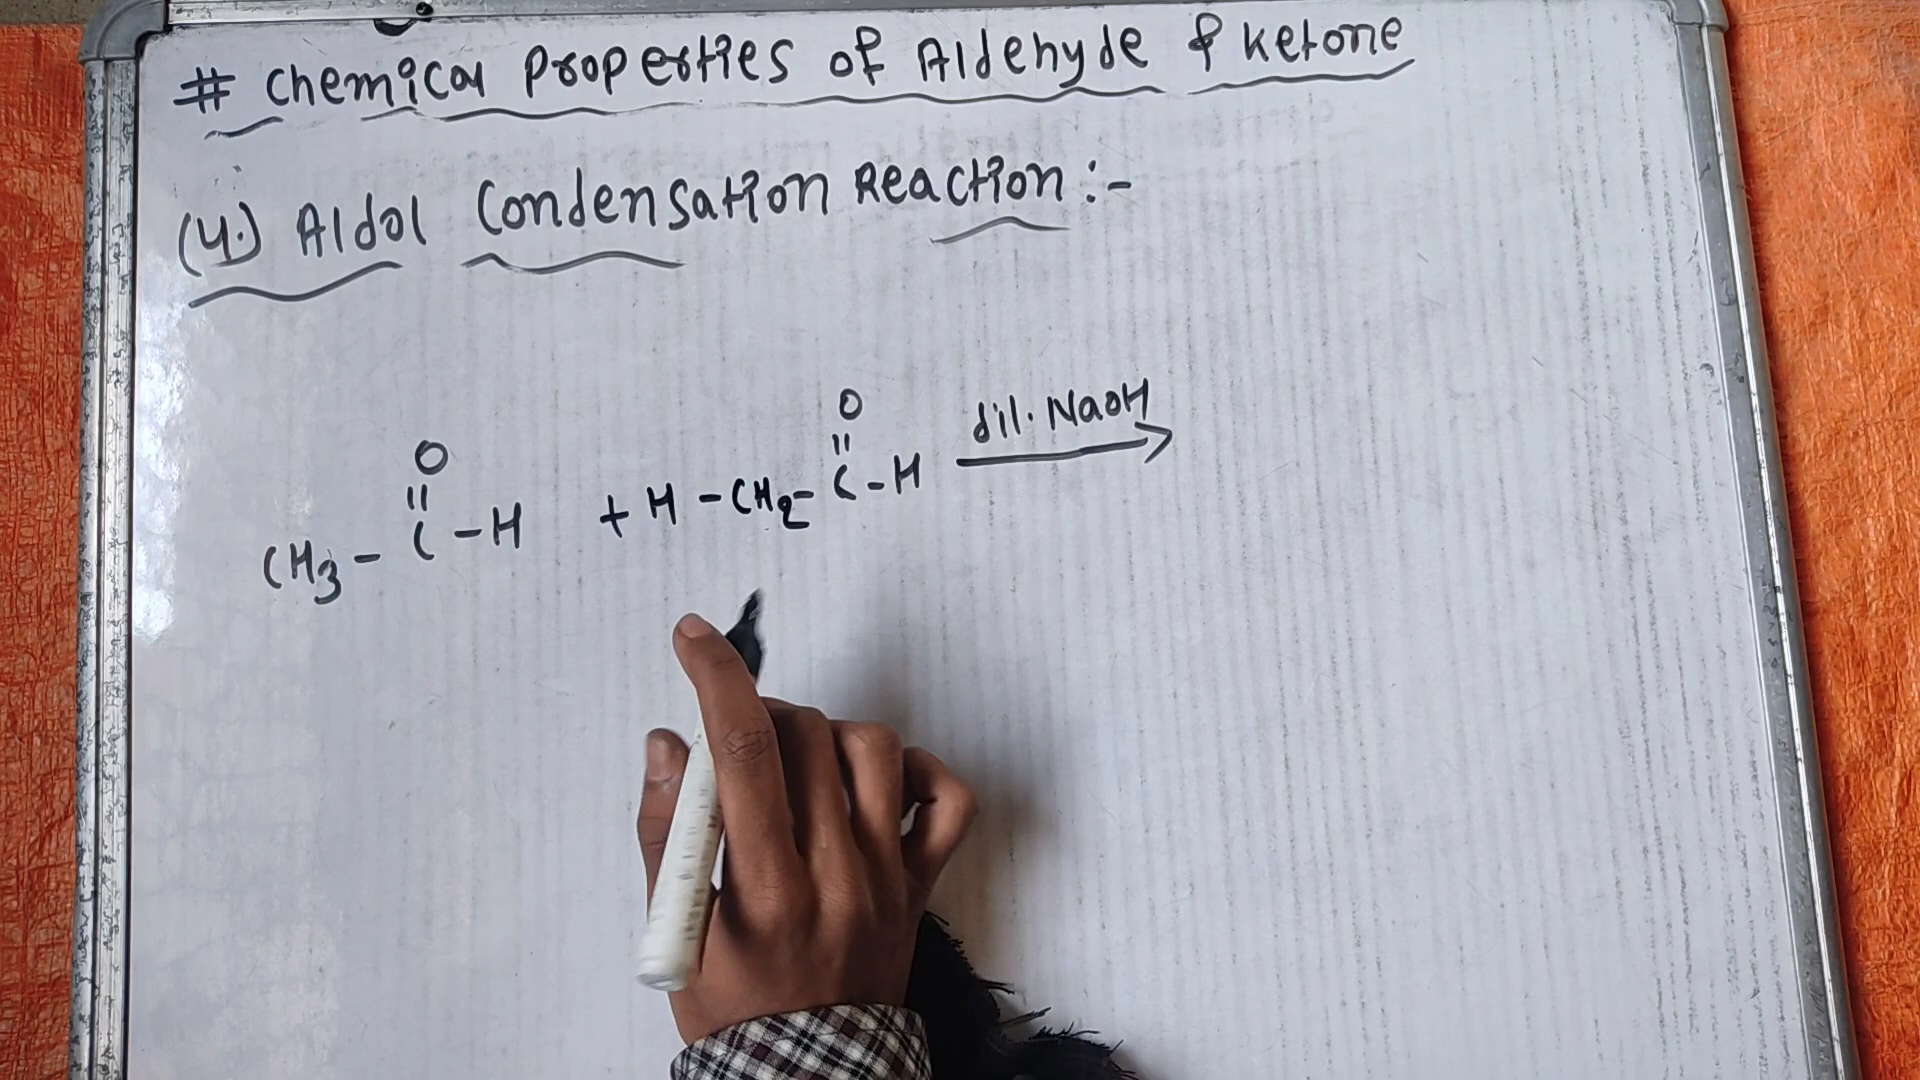 # Chemical Properties of Aldehyde & Ketone
(4.) Aldol Condensation Reaction :-
O O dil. NaOH
|| ||
CH3 - C - H + H - CH2 - C - H ⟶